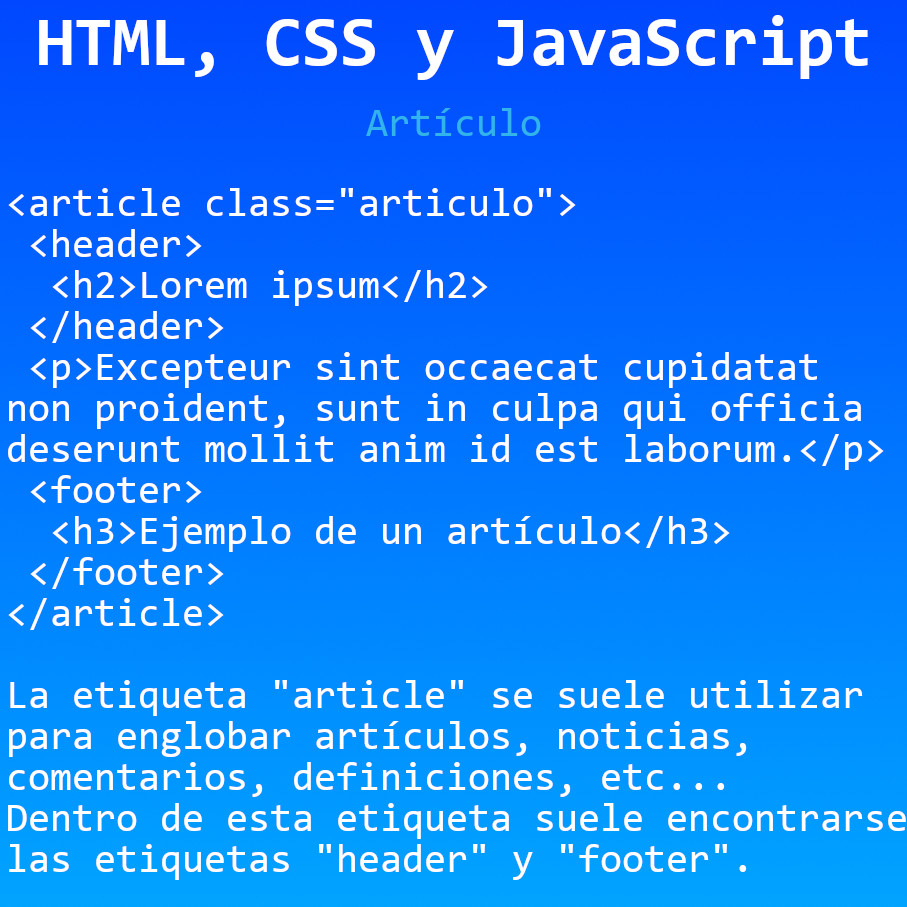 HTML, CSS y JavaScript
Artículo
<article class="articulo">
<header>
<h2>Lorem ipsum</h2>
</header>
<p>Excepteur sint occaecat cupidatat
non proident, sunt in culpa qui officia
deserunt mollit anim id est laborum.</p>
<footer>
<h3>Ejemplo de un artículo</h3>
</footer>
</article>
La etiqueta "article" se suele utilizar
para englobar artículos, noticias,
comentarios, definiciones, etc...
Dentro de esta etiqueta suele encontrarse
las etiquetas "header" y "footer".